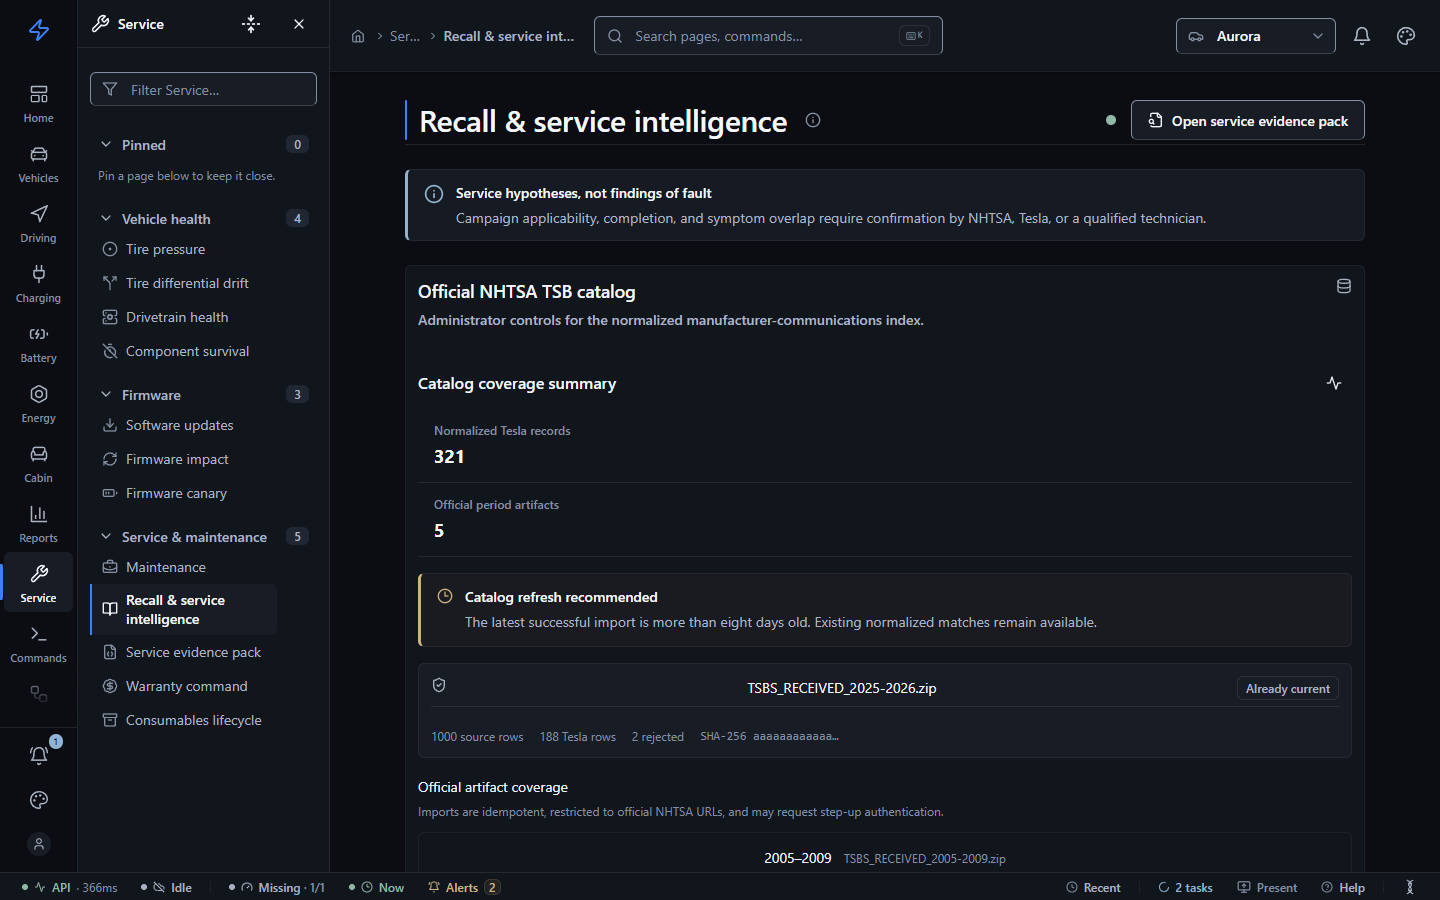 Service
Ser...
Recall & service int...
Search pages, commands...
K
Aurora
Home
Vehicles
Driving
Charging
Battery
Energy
Cabin
Reports
Service
Commands
1
Filter Service...
Pinned
0
Pin a page below to keep it close.
Vehicle health
4
Tire pressure
Tire differential drift
Drivetrain health
Component survival
Firmware
3
Software updates
Firmware impact
Firmware canary
Service & maintenance
5
Maintenance
Recall & service
intelligence
Service evidence pack
Warranty command
Consumables lifecycle
Recall & service intelligence
Open service evidence pack
Service hypotheses, not findings of fault
Campaign applicability, completion, and symptom overlap require confirmation by NHTSA, Tesla, or a qualified technician.
Official NHTSA TSB catalog
Administrator controls for the normalized manufacturer-communications index.
Catalog coverage summary
Normalized Tesla records
321
Official period artifacts
5
Catalog refresh recommended
The latest successful import is more than eight days old. Existing normalized matches remain available.
TSBS_RECEIVED_2025-2026.zip
Already current
1000 source rows
188 Tesla rows
2 rejected
SHA-256 aaaaaaaaaaaa…
Official artifact coverage
Imports are idempotent, restricted to official NHTSA URLs, and may request step-up authentication.
2005–2009
TSBS_RECEIVED_2005-2009.zip
API · 366ms
Idle
Missing · 1/1
Now
Alerts 2
Recent
2 tasks
Present
Help